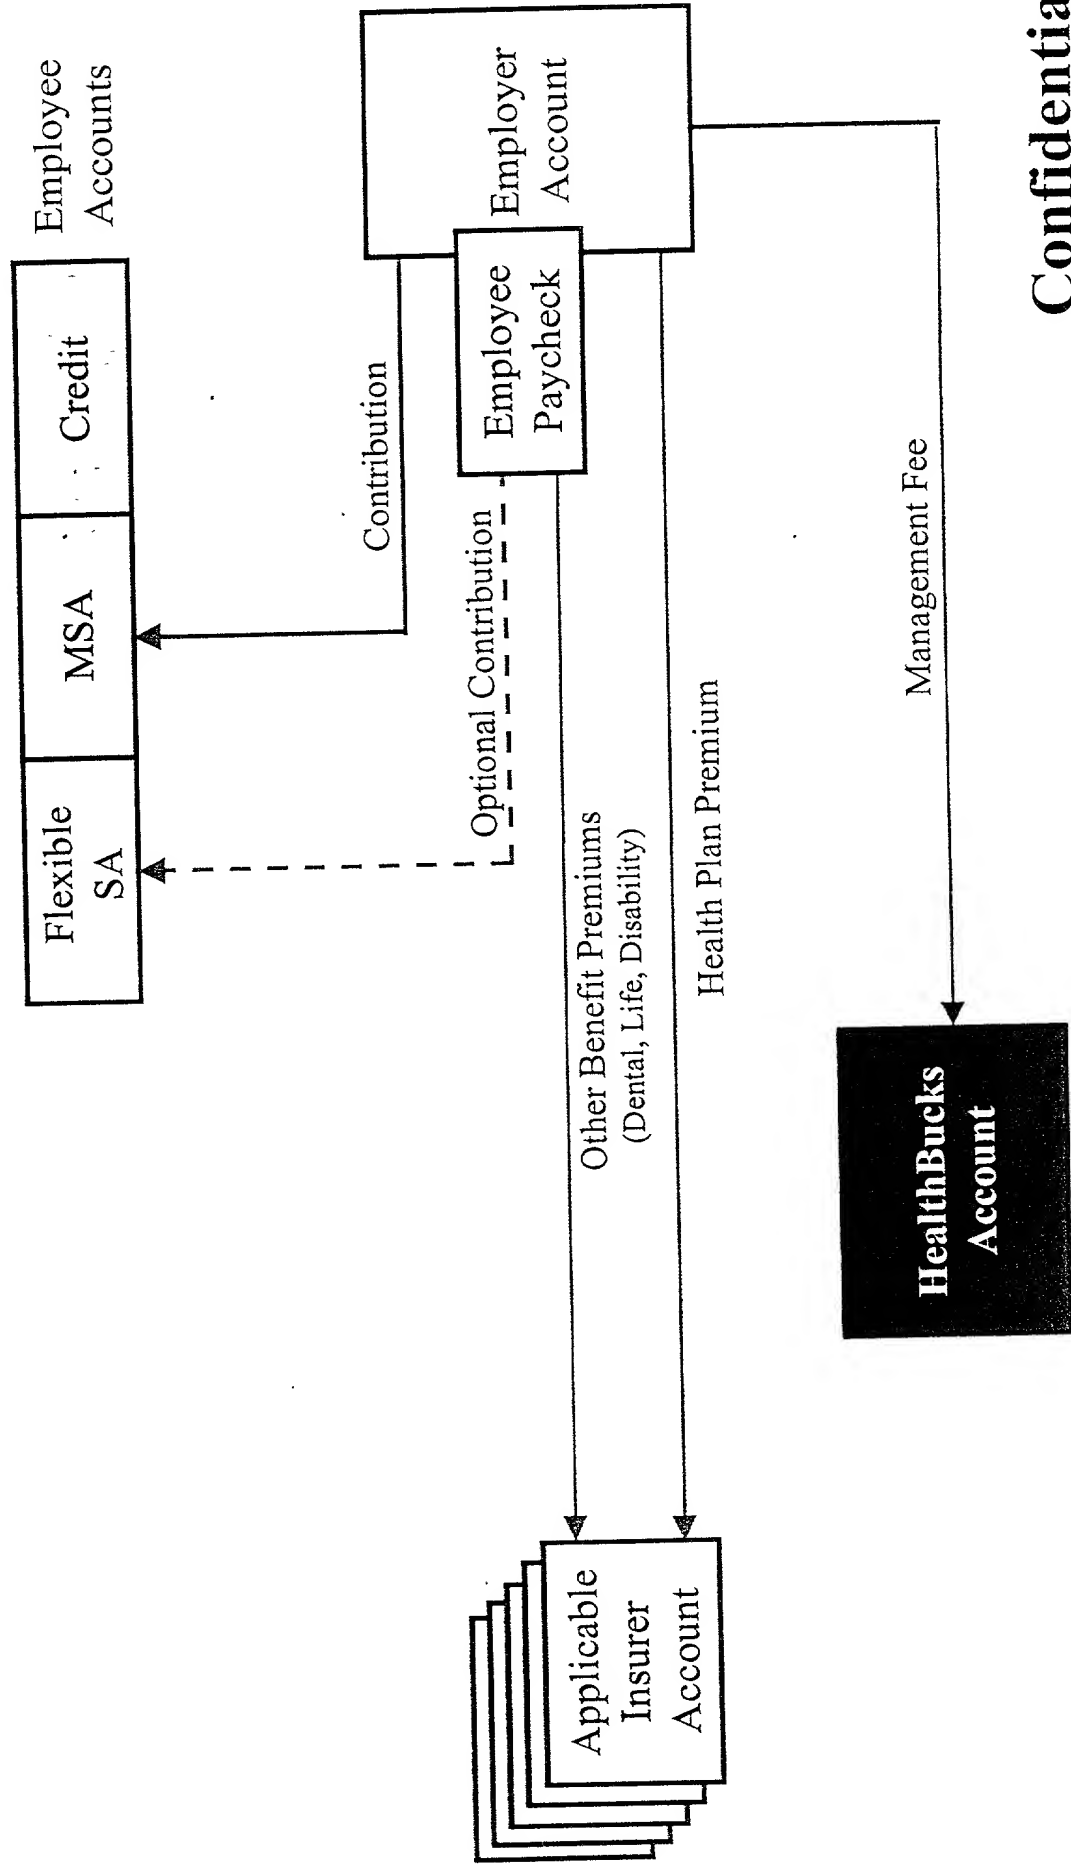 Flexible
SA
MSA
Credit
Employee
Accounts
Contribution
Optional Contribution
Employee
Paycheck
Employer
Account
Applicable
Insurer
Account
Other Benefit Premiums
(Dental, Life, Disability)
Health Plan Premium
Management Fee
HealthBucks
Account
Confidentia